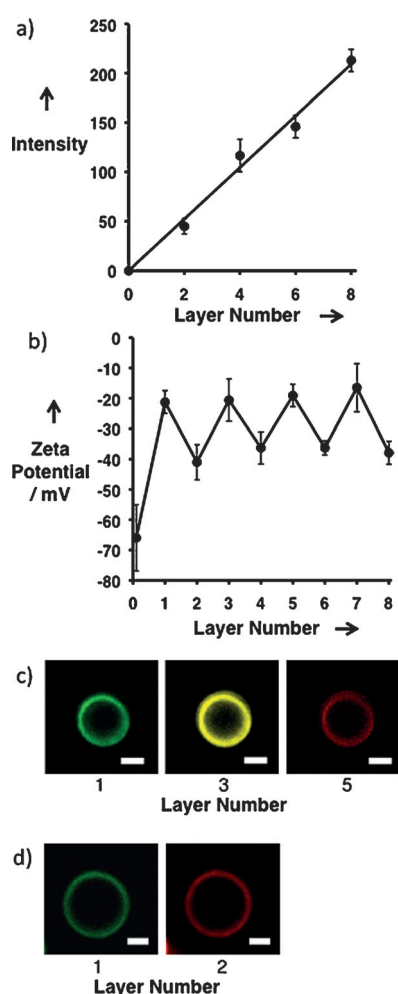 a)
250
200
150
100
50
0
↑
Intensity
0 2 4 6 8
Layer Number →
b)
0
-10
-20
-30
-40
-50
-60
-70
-80
↑
Zeta
Potential
/ mV
0 1 2 3 4 5 6 7 8
Layer Number →
c)
1 3 5
Layer Number
d)
1 2
Layer Number